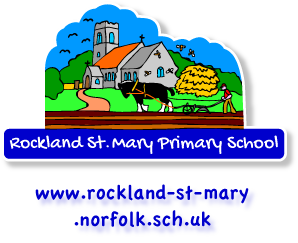 Rockland St. Mary Primary School
www.rockland-st-mary
.norfolk.sch.uk